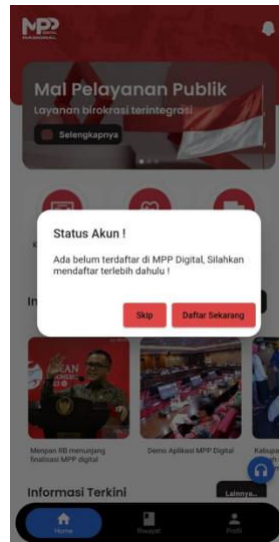 MPP
DIGITAL
NASIONAL
Mal Pelayanan Publik
Layanan birokrasi terintegrasi
Selengkapnya
Status Akun !
Ada belum terdaftar di MPP Digital, Silahkan
mendaftar terlebih dahulu !
Skip
Daftar Sekarang
In
Menpan RB menunjang
finalisasi MPP digital
Demo Aplikasi MPP Digital
Kabupa
Informasi Terkini
Lainnya..
Home
Riwayat
Profil